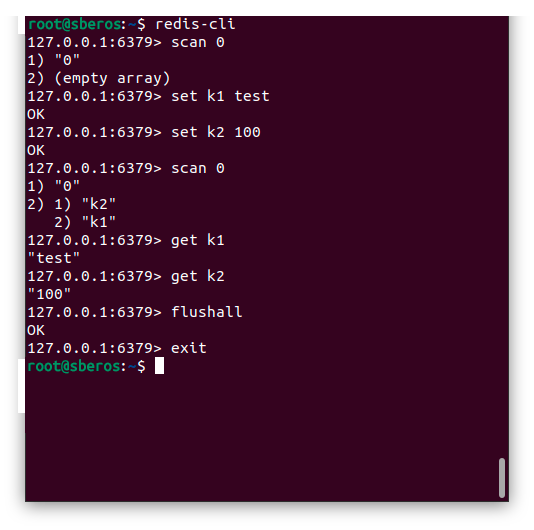 root@sberos:~$ redis-cli
127.0.0.1:6379> scan 0
1) "0"
2) (empty array)
127.0.0.1:6379> set k1 test
OK
127.0.0.1:6379> set k2 100
OK
127.0.0.1:6379> scan 0
1) "0"
2) 1) "k2"
   2) "k1"
127.0.0.1:6379> get k1
"test"
127.0.0.1:6379> get k2
"100"
127.0.0.1:6379> flushall
OK
127.0.0.1:6379> exit
root@sberos:~$